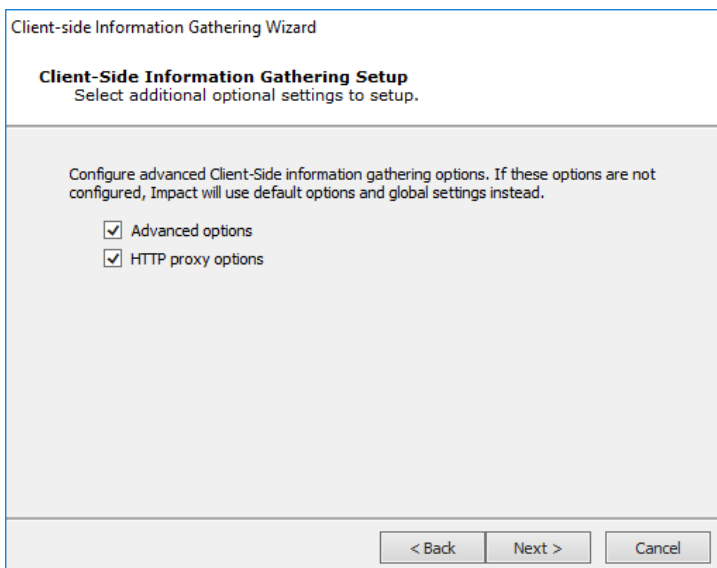 Client-side Information Gathering Wizard
Client-Side Information Gathering Setup
Select additional optional settings to setup.
Configure advanced Client-Side information gathering options. If these options are not
configured, Impact will use default options and global settings instead.
Advanced options
HTTP proxy options
< Back Next > Cancel